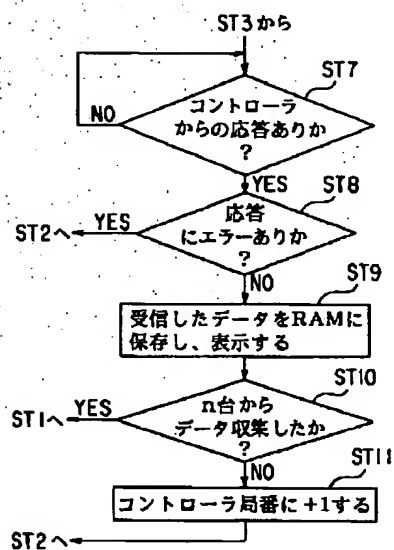 ST3から
ST7
コントローラ
からの応答ありか
?
NO
YES
ST8
応答
にエラーありか
?
YES
ST2へ
NO
ST9
受信したデータをRAMに
保存し、表示する
ST10
n台から
データ収集したか
?
YES
ST1へ
NO
ST11
コントローラ局番に+1する
ST2へ